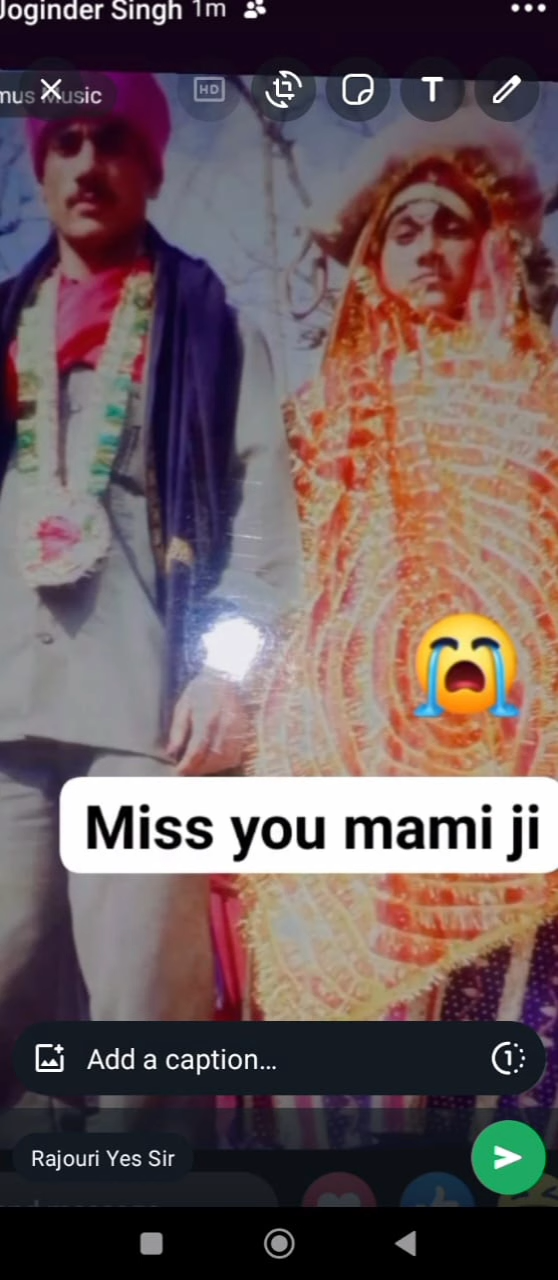 Joginder Singh 1m
mus Music
HD
T
Miss you mami ji
Add a caption...
1
Rajouri Yes Sir